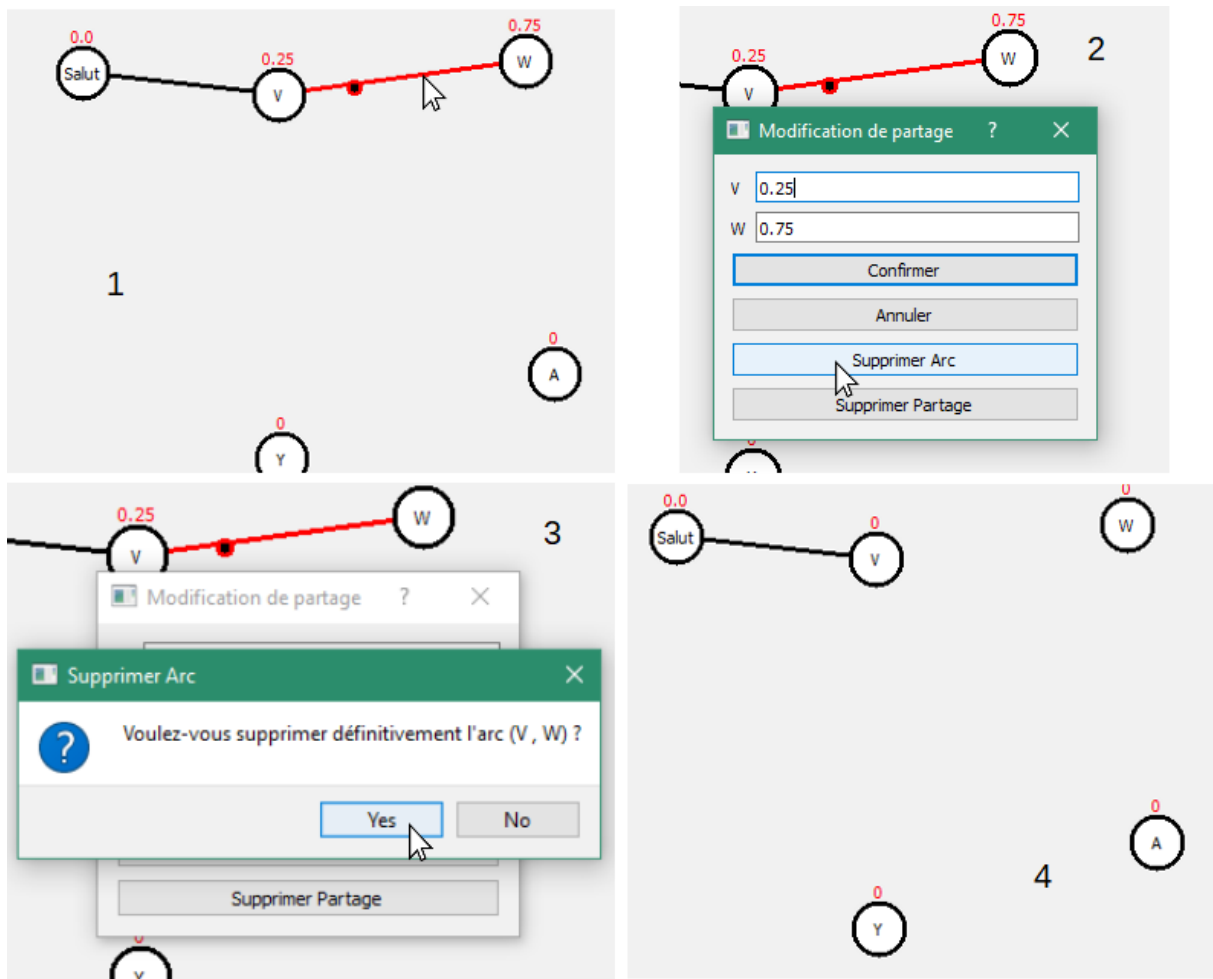 0.0
Salut
0.25
V
0.75
W
1
0
A
0
Y
0.75
W
2
0.25
V
Modification de partage ?
V 0.25
W 0.75
Confirmer
Annuler
Supprimer Arc
Supprimer Partage
0.25
V
W
3
Modification de partage ?
Supprimer Arc
Voulez-vous supprimer définitivement l'arc (V , W) ?
Yes No
Supprimer Partage
0.0
Salut
0
V
0
W
0
A
4
0
Y